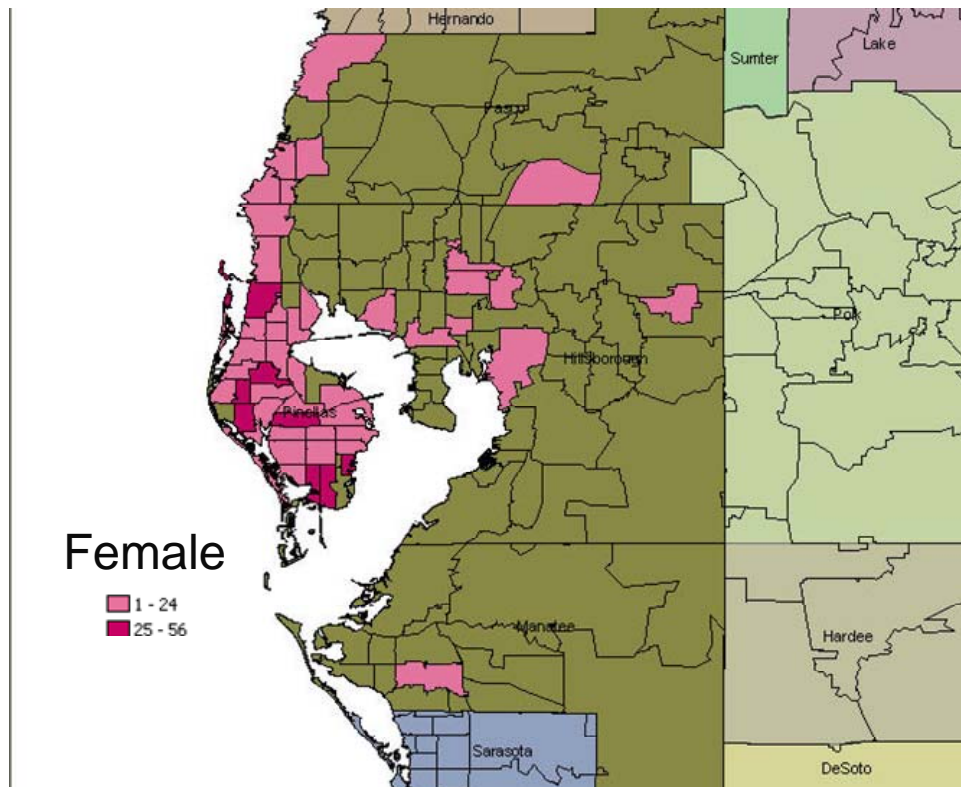 Hernando
Lake
Sumter
Pasco
Polk
Hillsborough
Pinellas
Female
1 - 24
25 - 56
Manatee
Hardee
Sarasota
DeSoto